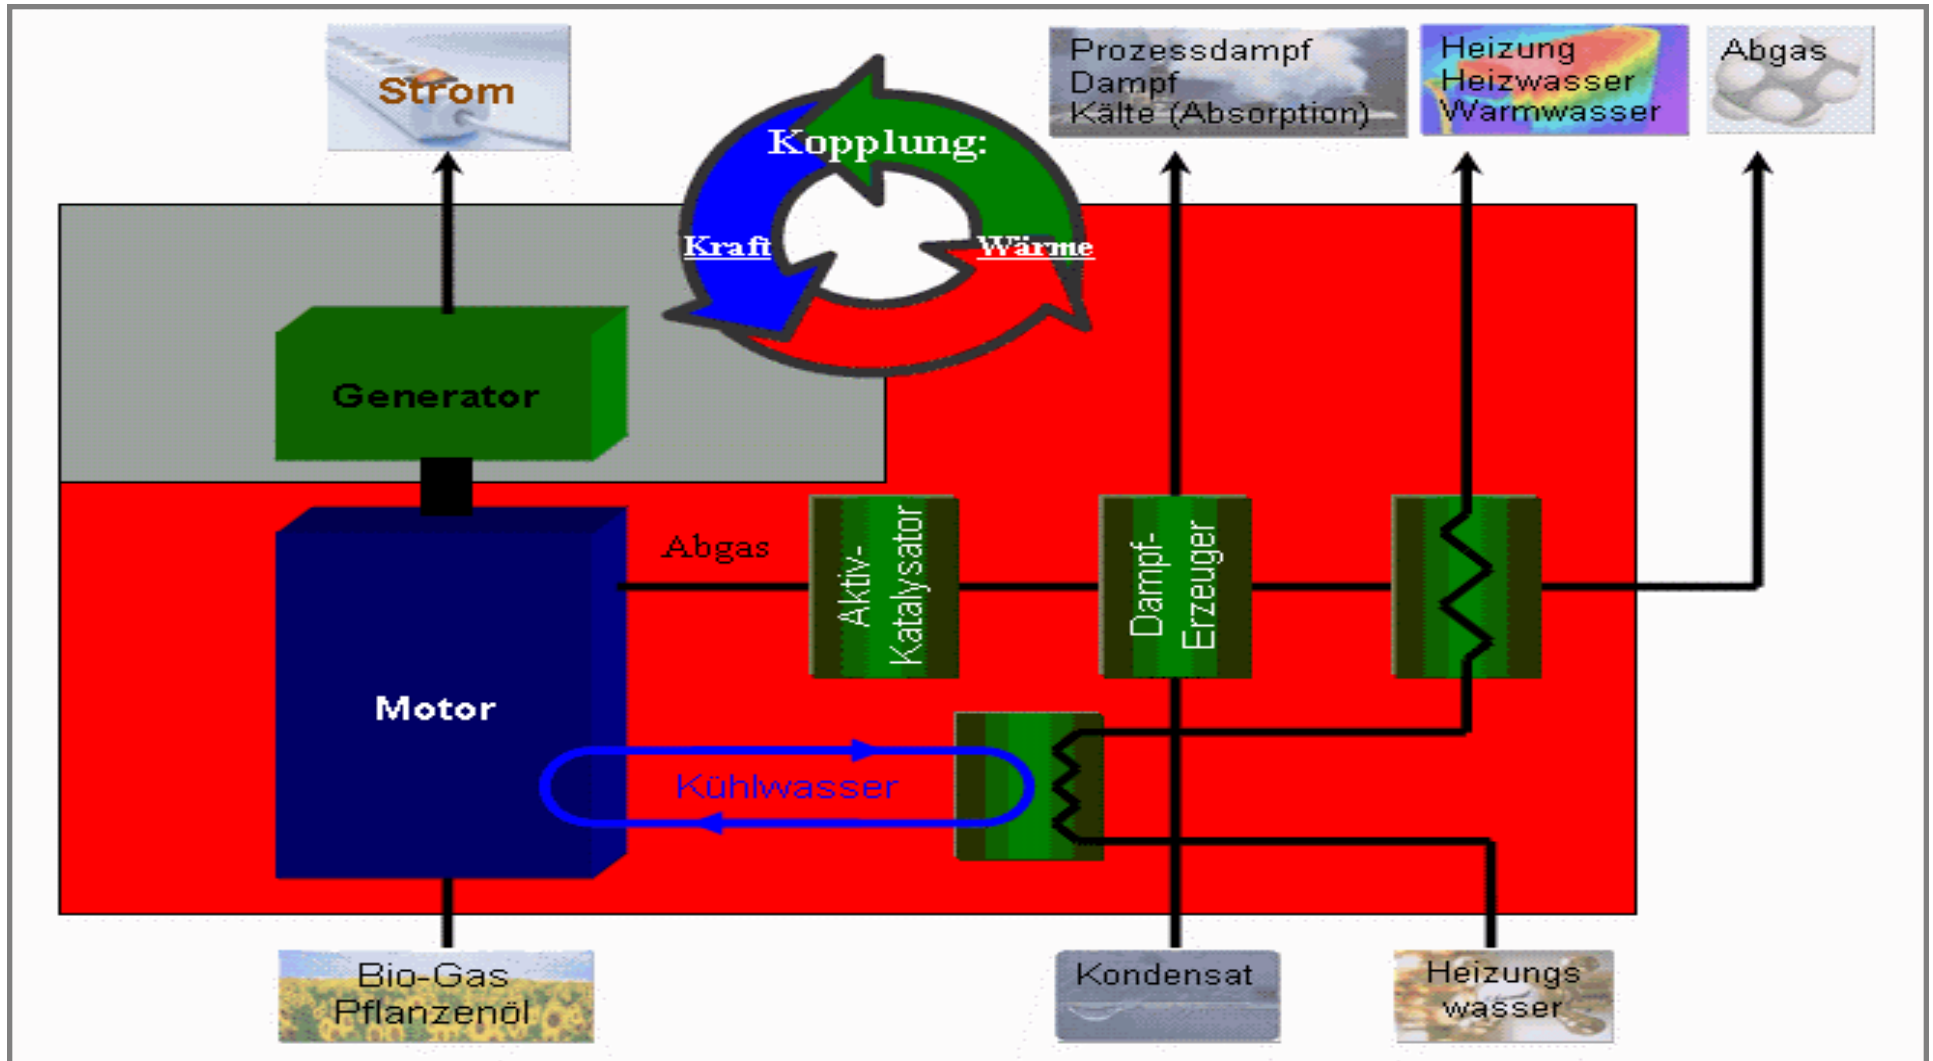 Strom
Prozessdampf
Dampf
Kälte (Absorption)
Heizung
Heizwasser
Warmwasser
Abgas
Kopplung:
Kraft
Wärme
Generator
Abgas
Aktiv-
Katalysator
Dampf-
Erzeuger
Motor
Kühlwasser
Bio-Gas
Pflanzenöl
Kondensat
Heizungs
wasser